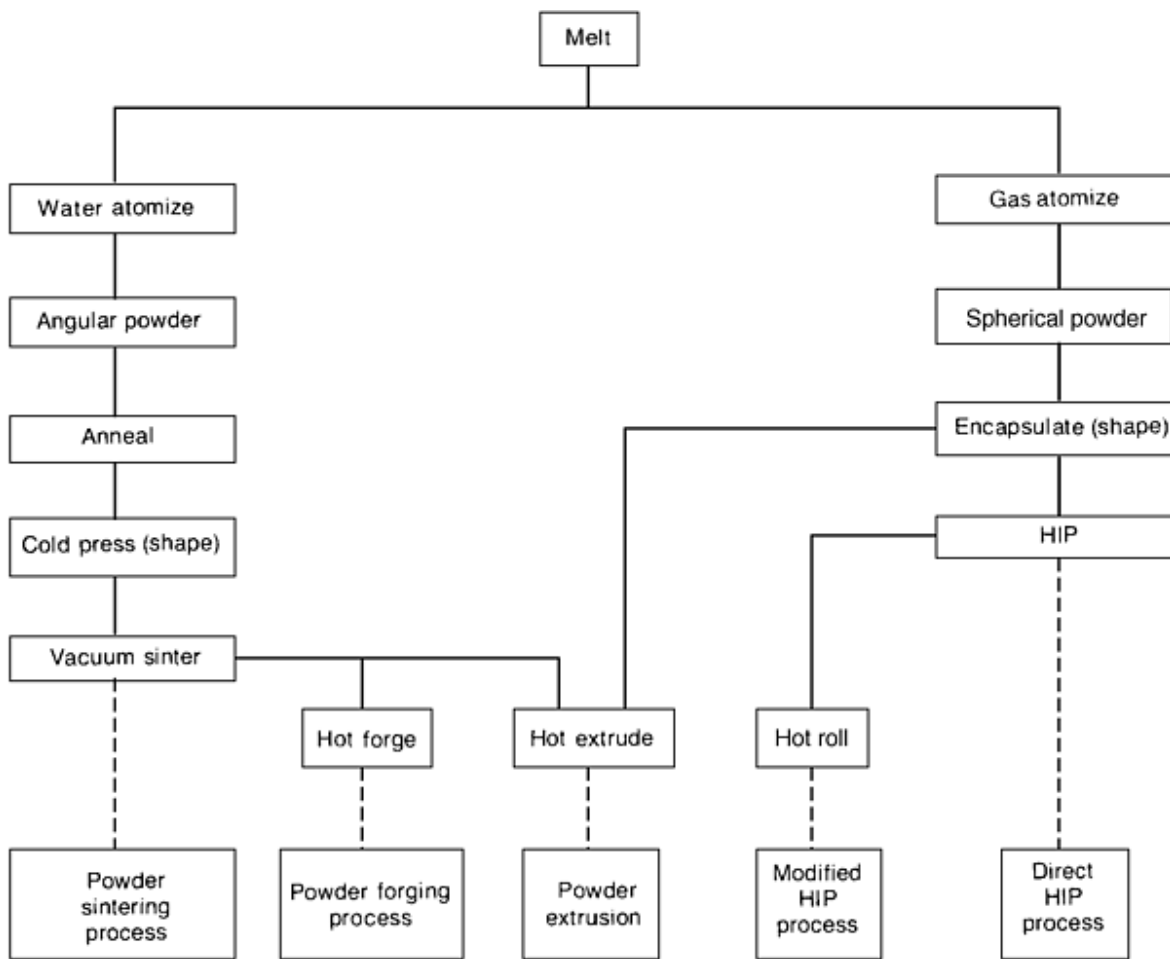 Melt
Water atomize
Gas atomize
Angular powder
Spherical powder
Anneal
Encapsulate (shape)
Cold press (shape)
HIP
Vacuum sinter
Hot forge
Hot extrude
Hot roll
Powder
sintering
process
Powder forging
process
Powder
extrusion
Modified
HIP
process
Direct
HIP
process